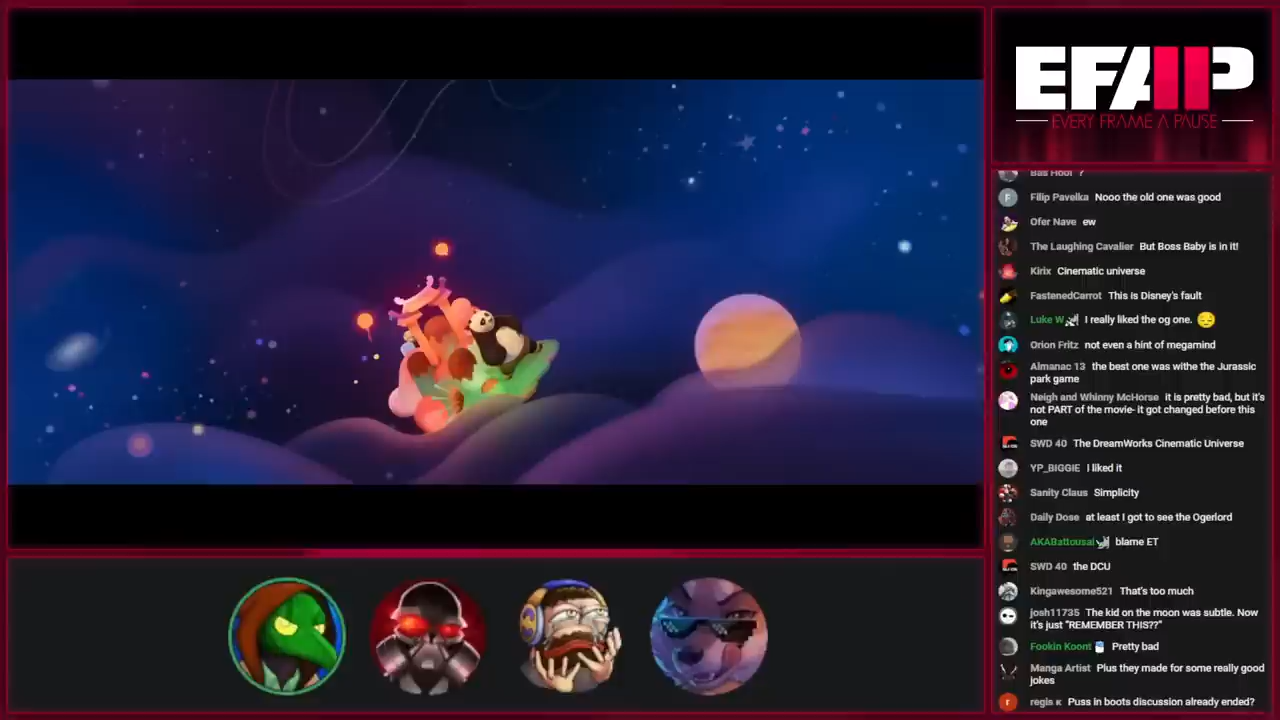 EFAP
EVERY FRAME A PAUSE
Bas Hoor ?
Filip Pavelka Nooo the old one was good
Ofer Nave ew
The Laughing Cavalier But Boss Baby is in it!
Kirix Cinematic universe
FastenedCarrot This is Disney's fault
Luke W I really liked the og one. 😔
Orion Fritz not even a hint of megamind
Almanac 13 the best one was withe the Jurassic
park game
Neigh and Whinny McHorse it is pretty bad, but it's
not PART of the movie- it got changed before this
one
SWD 40 The DreamWorks Cinematic Universe
YP_BIGGIE I liked it
Sanity Claus Simplicity
Daily Dose at least I got to see the Ogerlord
AKABattousai blame ET
SWD 40 the DCU
Kingawesome521 That's too much
josh11735 The kid on the moon was subtle. Now
it's just "REMEMBER THIS??"
Fookin Koont Pretty bad
Manga Artist Plus they made for some really good
jokes
regis κ Puss in boots discussion already ended?